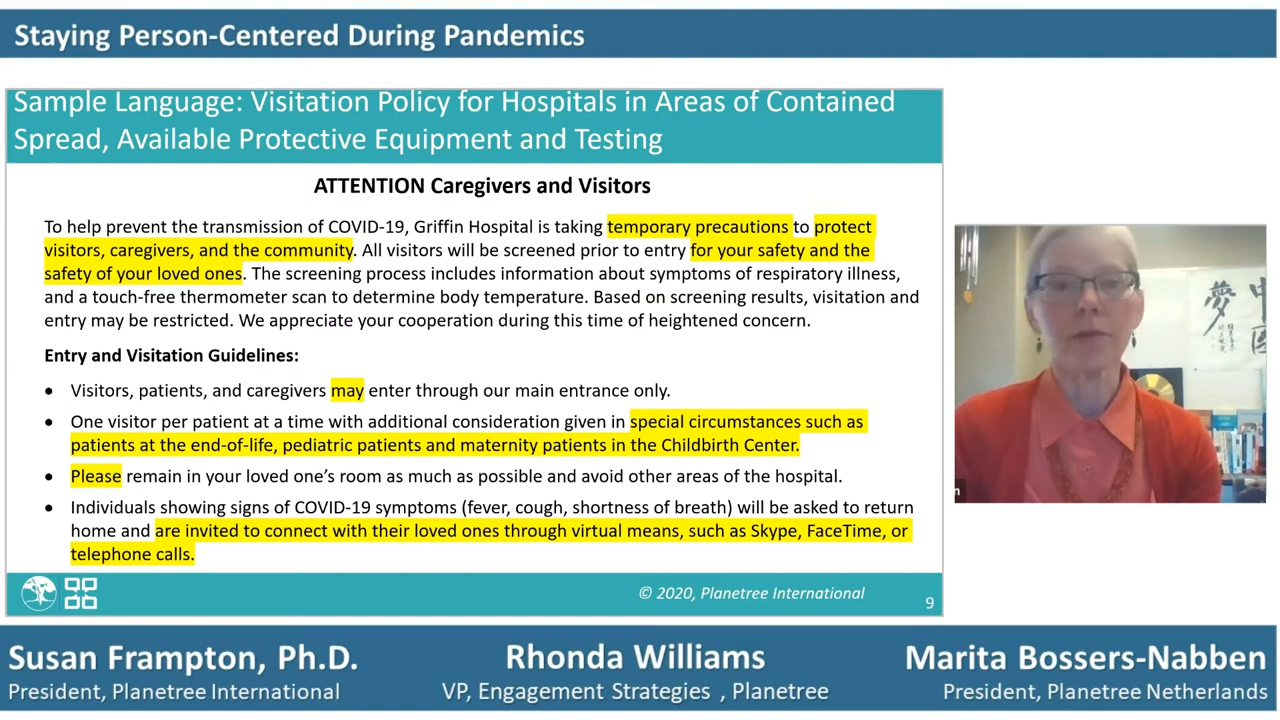 Staying Person-Centered During Pandemics
Sample Language: Visitation Policy for Hospitals in Areas of Contained
Spread, Available Protective Equipment and Testing
ATTENTION Caregivers and Visitors
To help prevent the transmission of COVID-19, Griffin Hospital is taking temporary precautions to protect
visitors, caregivers, and the community. All visitors will be screened prior to entry for your safety and the
safety of your loved ones. The screening process includes information about symptoms of respiratory illness,
and a touch-free thermometer scan to determine body temperature. Based on screening results, visitation and
entry may be restricted. We appreciate your cooperation during this time of heightened concern.
Entry and Visitation Guidelines:
• Visitors, patients, and caregivers may enter through our main entrance only.
• One visitor per patient at a time with additional consideration given in special circumstances such as
patients at the end-of-life, pediatric patients and maternity patients in the Childbirth Center.
• Please remain in your loved one's room as much as possible and avoid other areas of the hospital.
• Individuals showing signs of COVID-19 symptoms (fever, cough, shortness of breath) will be asked to return
home and are invited to connect with their loved ones through virtual means, such as Skype, FaceTime, or
telephone calls.
© 2020, Planetree International
9
中國
夢
Susan Frampton, Ph.D.
President, Planetree International
Rhonda Williams
VP, Engagement Strategies , Planetree
Marita Bossers-Nabben
President, Planetree Netherlands